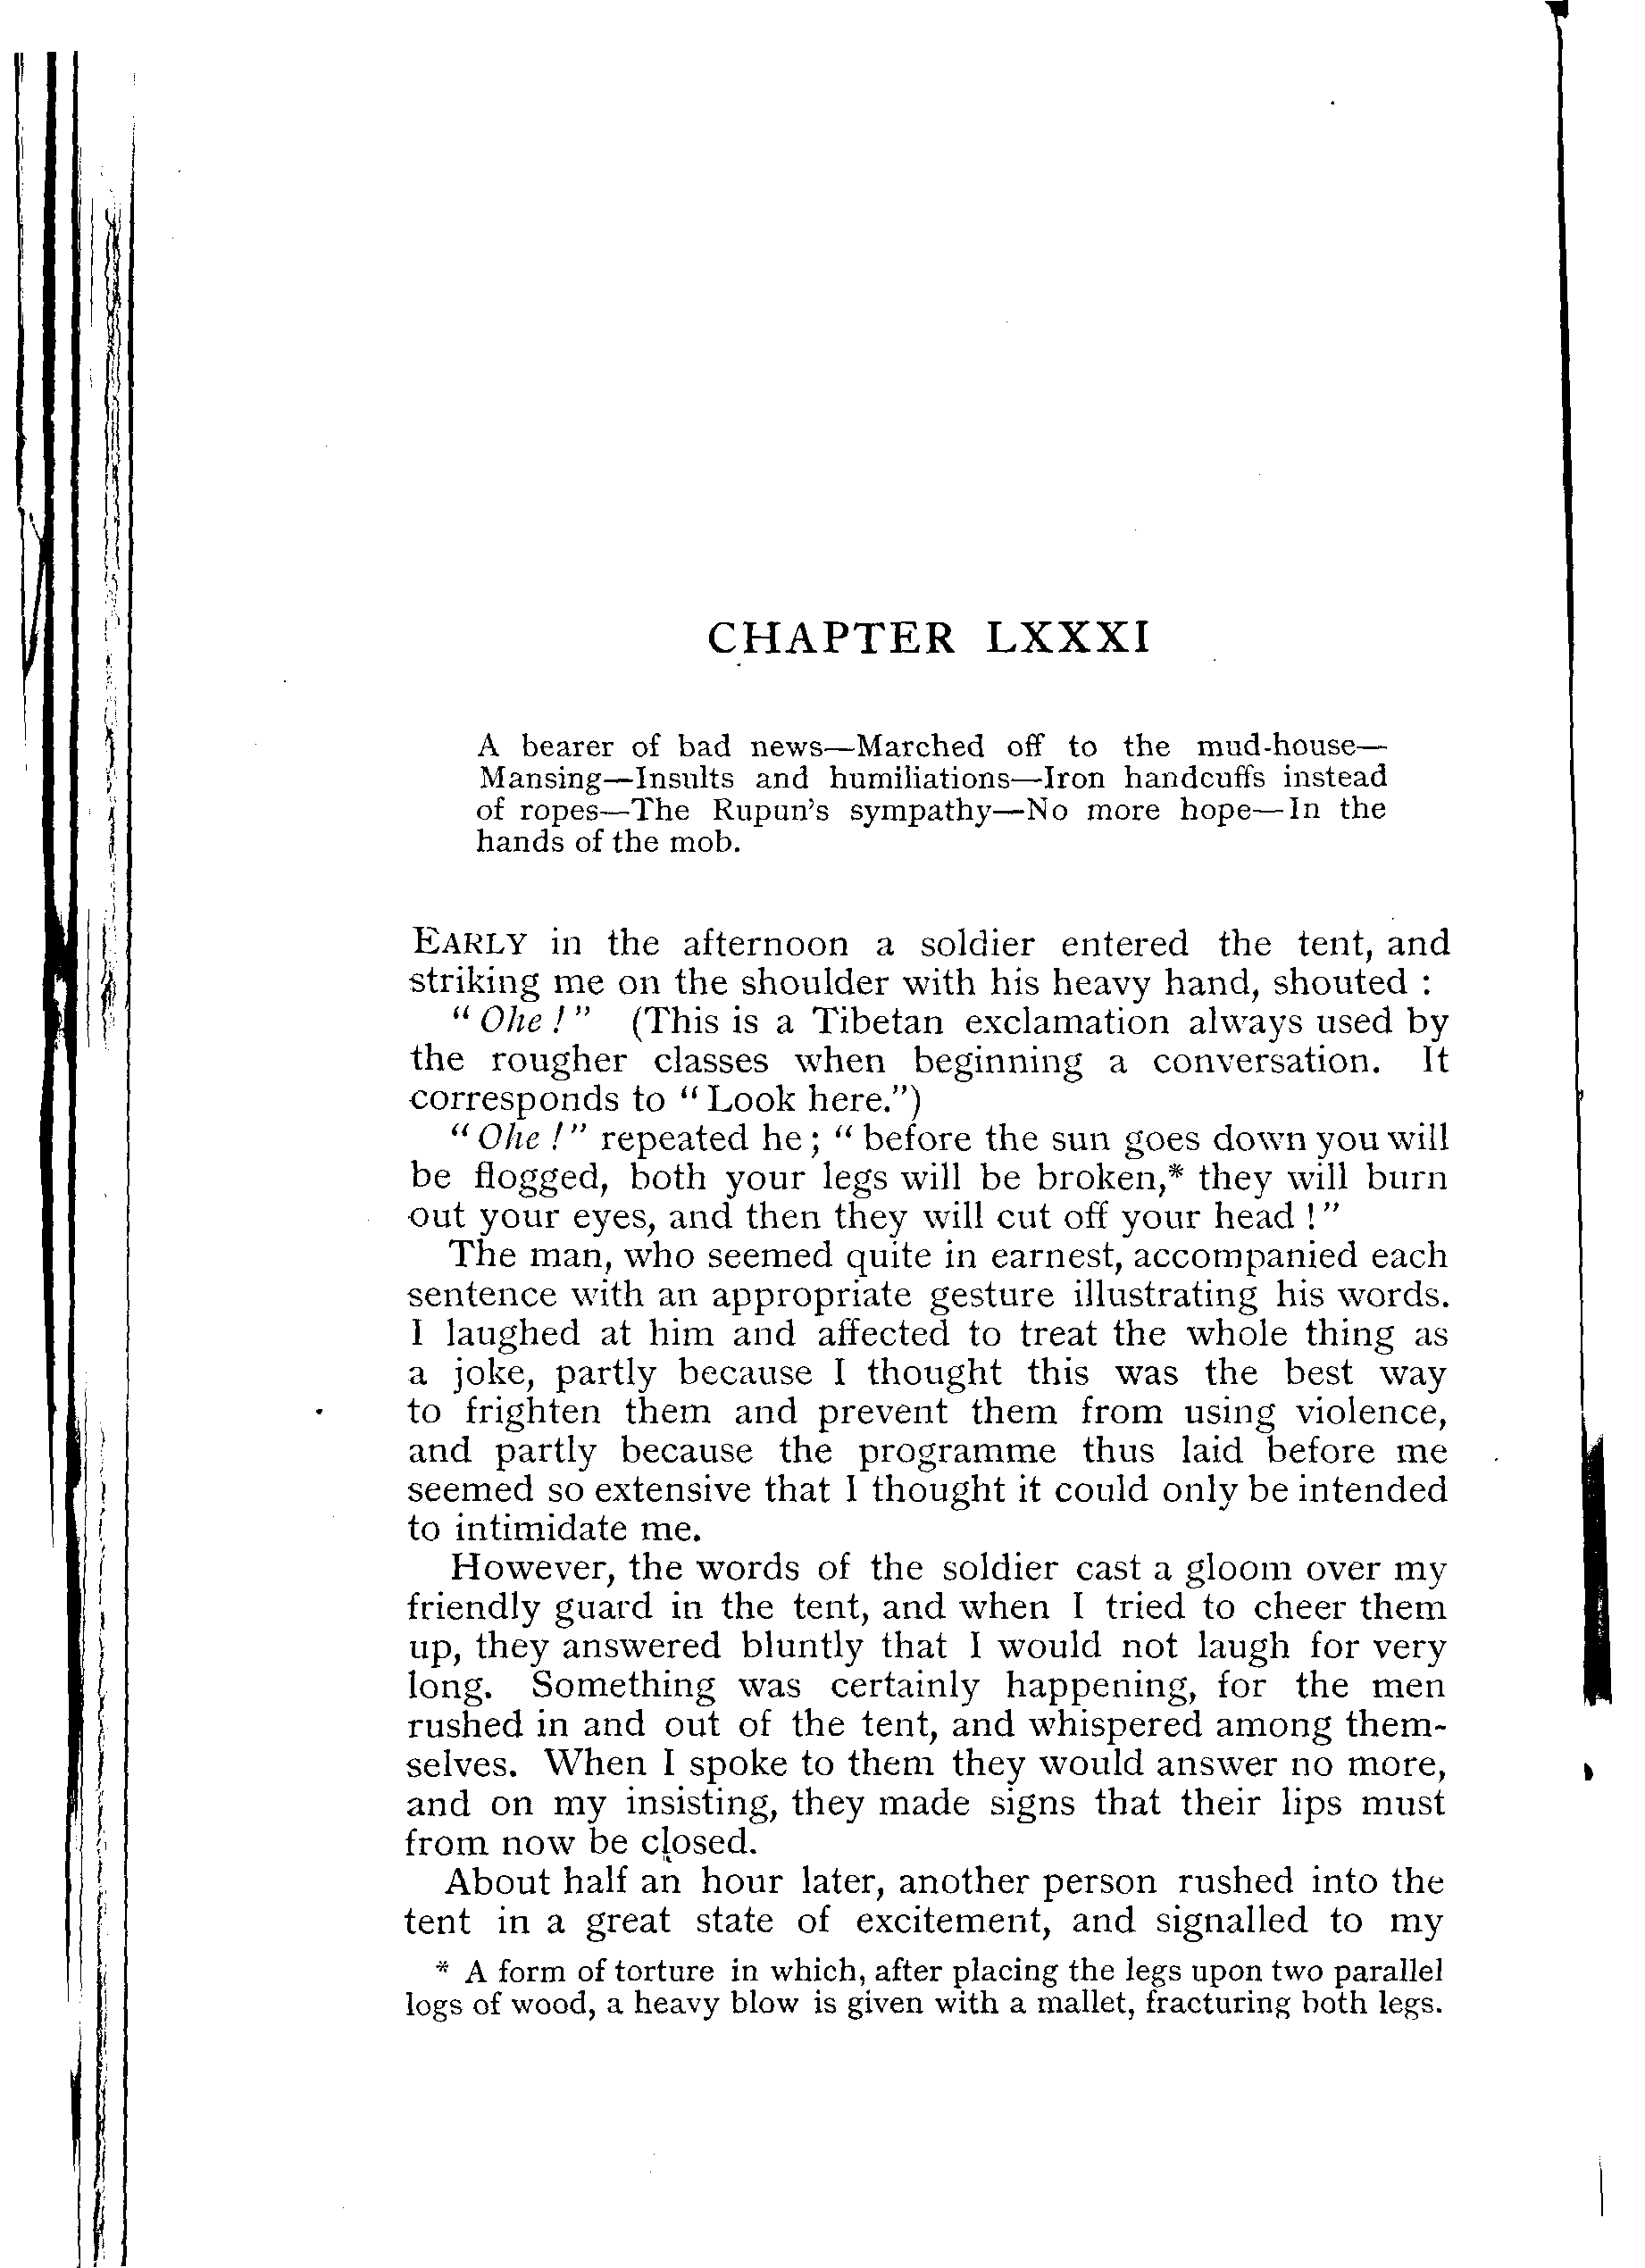 CHAPTER LXXXI
A bearer of bad news—Marched off to the mud-house—
Mansing—Insults and humiliations—Iron handcuffs instead
of ropes—The Rupun's sympathy—No more hope—In the
hands of the mob.
EARLY in the afternoon a soldier entered the tent, and
striking me on the shoulder with his heavy hand, shouted :
"Ohe!" (This is a Tibetan exclamation always used by
the rougher classes when beginning a conversation. It
corresponds to "Look here.")
"Ohe!" repeated he; "before the sun goes down you will
be flogged, both your legs will be broken,* they will burn
out your eyes, and then they will cut off your head!"
The man, who seemed quite in earnest, accompanied each
sentence with an appropriate gesture illustrating his words.
I laughed at him and affected to treat the whole thing as
a joke, partly because I thought this was the best way
to frighten them and prevent them from using violence,
and partly because the programme thus laid before me
seemed so extensive that I thought it could only be intended
to intimidate me.
However, the words of the soldier cast a gloom over my
friendly guard in the tent, and when I tried to cheer them
up, they answered bluntly that I would not laugh for very
long. Something was certainly happening, for the men
rushed in and out of the tent, and whispered among them-
selves. When I spoke to them they would answer no more,
and on my insisting, they made signs that their lips must
from now be closed.
About half an hour later, another person rushed into the
tent in a great state of excitement, and signalled to my
* A form of torture in which, after placing the legs upon two parallel
logs of wood, a heavy blow is given with a mallet, fracturing both legs.